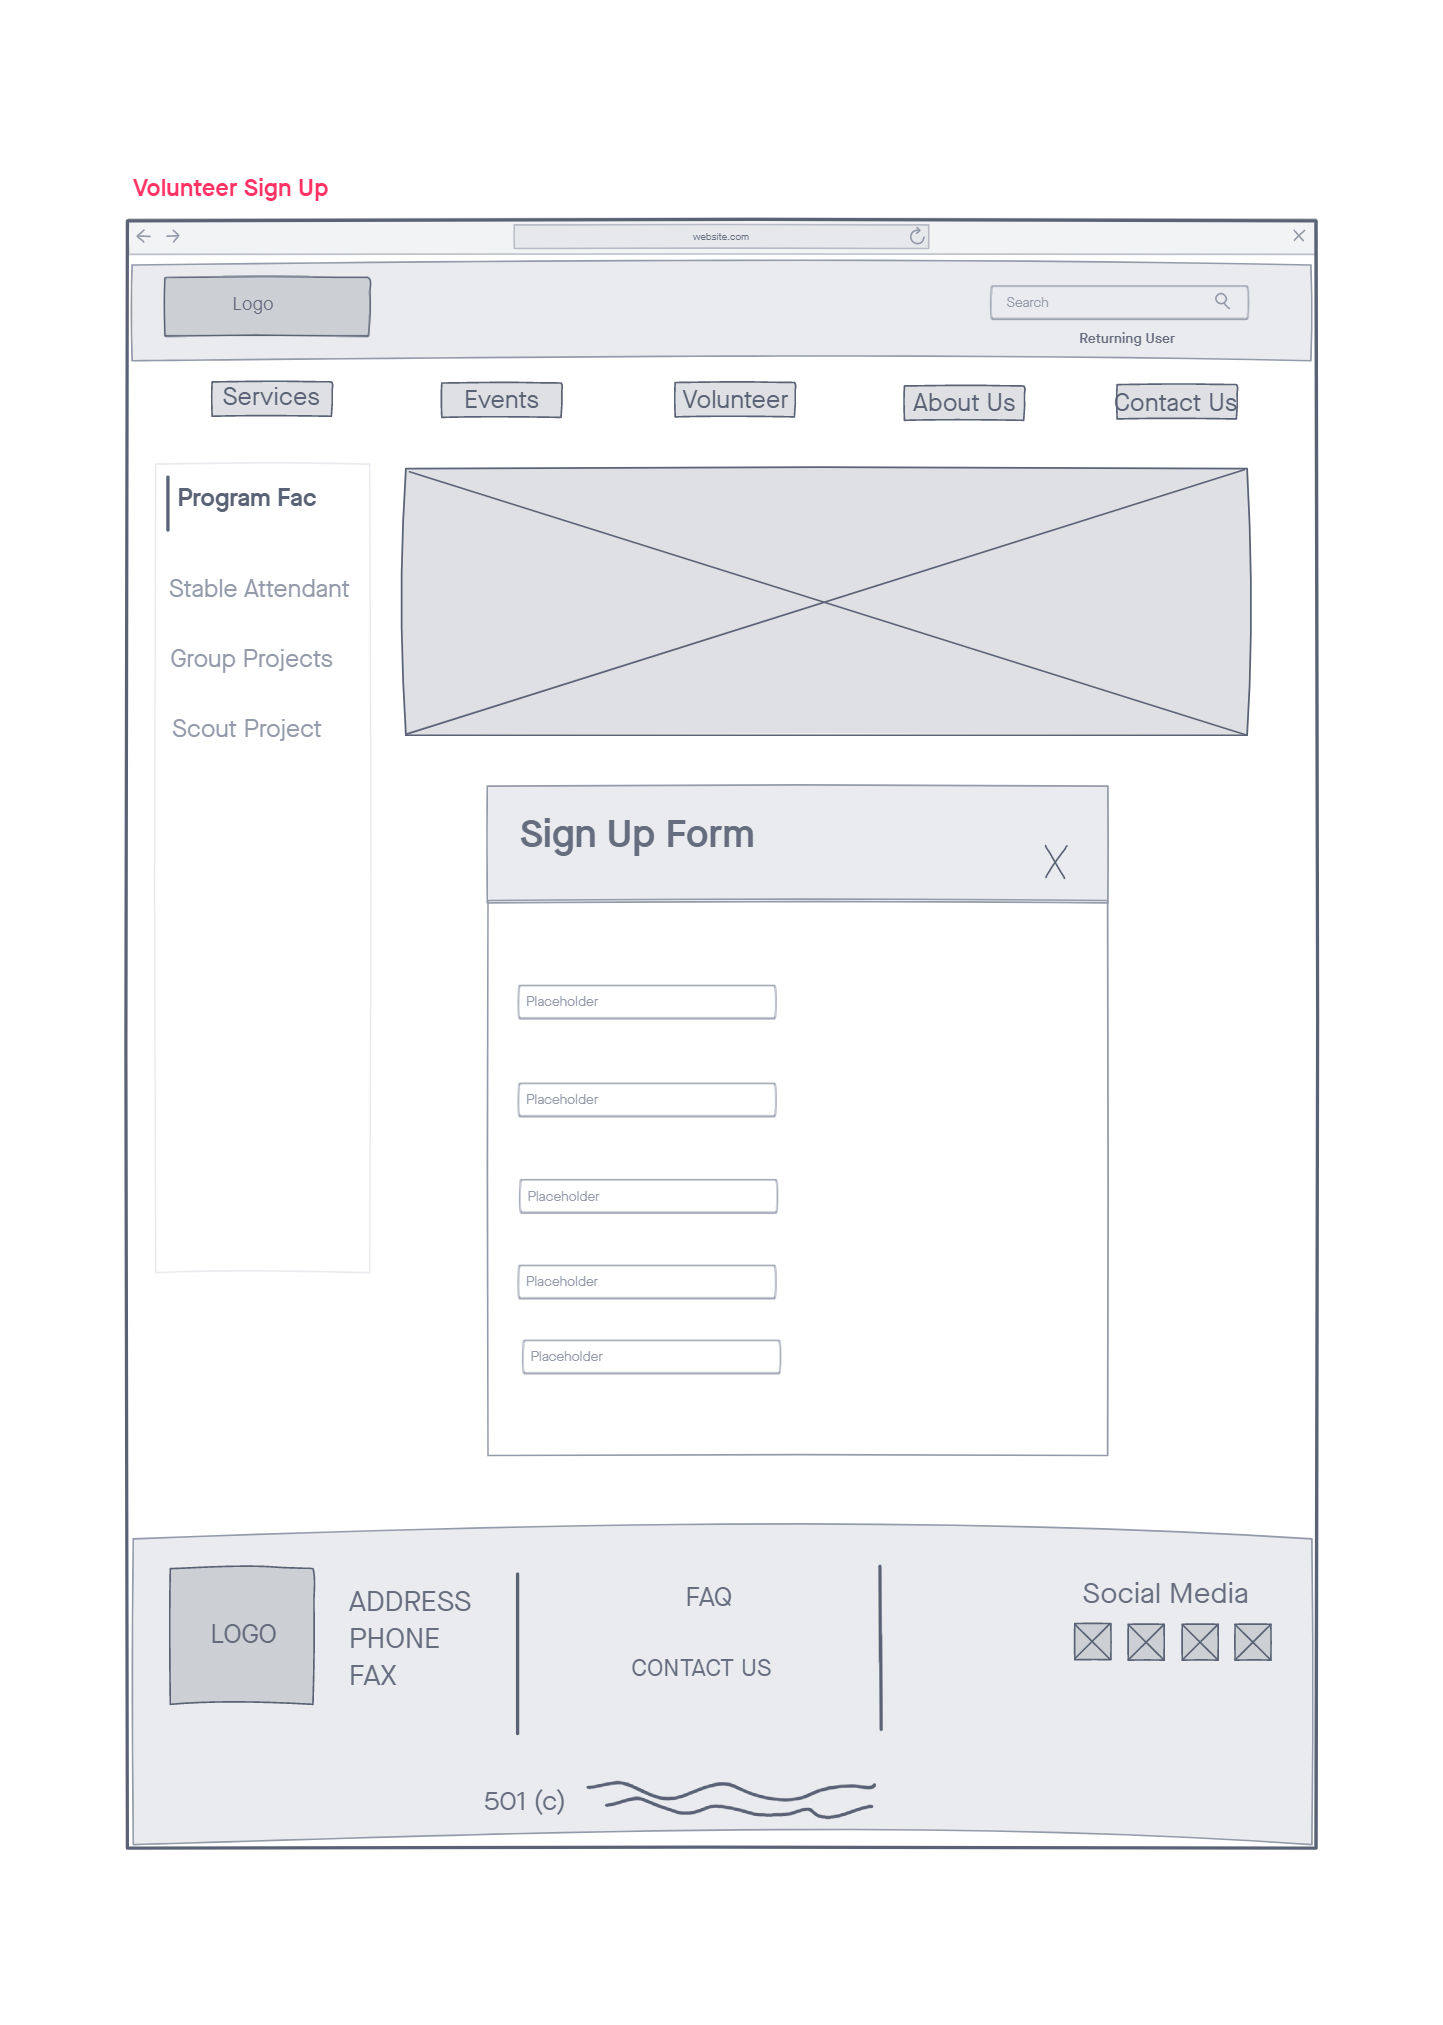 Volunteer Sign Up
website.com
Logo
Search
Returning User
Services
Events
Volunteer
About Us
Contact Us
Program Fac
Stable Attendant
Group Projects
Scout Project
Sign Up Form
Placeholder
Placeholder
Placeholder
Placeholder
Placeholder
LOGO
ADDRESS
PHONE
FAX
FAQ
CONTACT US
Social Media
501 (c)